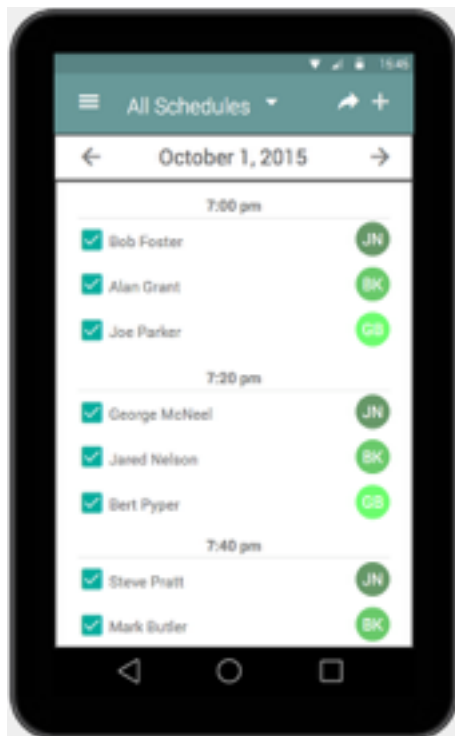 15:45
All Schedules
October 1, 2015
7:00 pm
Bob Foster JN
Alan Grant BK
Joe Parker GB
7:20 pm
George McNeel JN
Jared Nelson BK
Bert Pyper GB
7:40 pm
Steve Pratt JN
Mark Butler BK